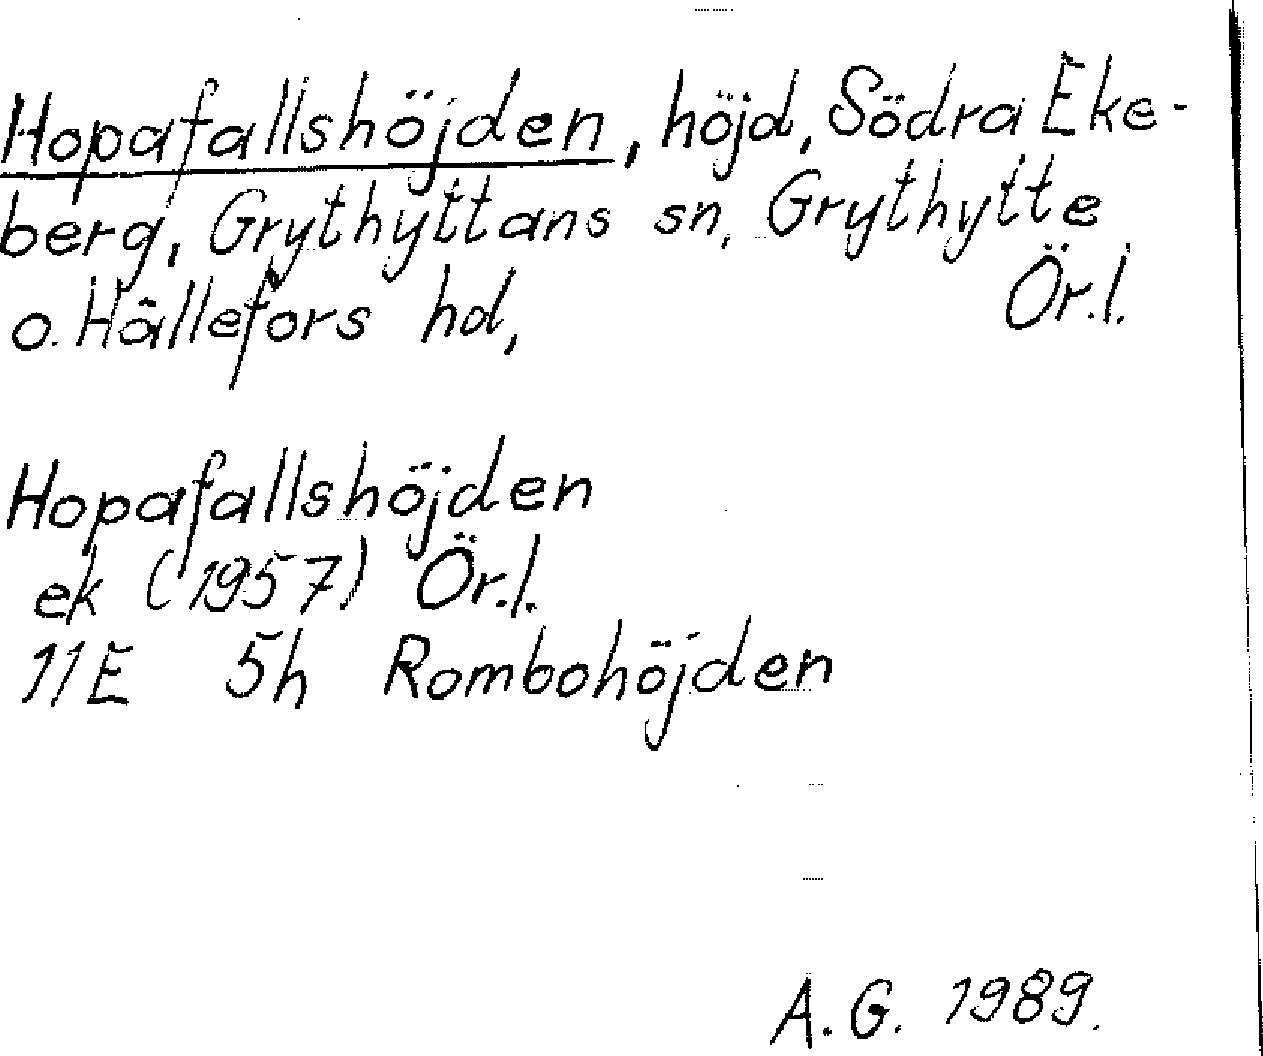 Hopafallshöjden, höjd, Södra Eke-
berg, Grythyttans sn, Grythytte
o. Hällefors hd, Ör.l.
Hopafallshöjden
ek (1957) Ör.l.
11E 5h Rombohöjden
A.G. 1989.